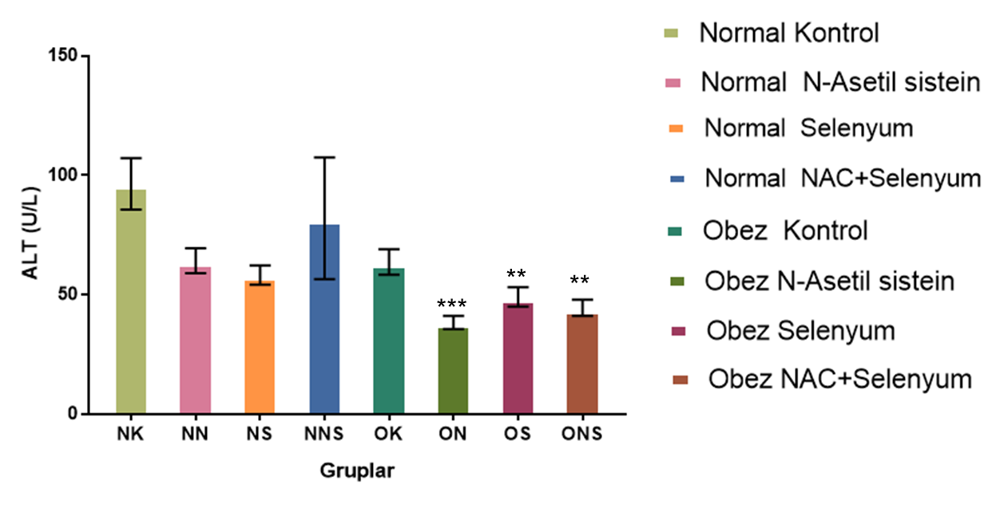 150
100
50
0
ALT (U/L)
***
**
**
NK NN NS NNS OK ON OS ONS
Gruplar
Normal Kontrol
Normal N-Asetil sistein
Normal Selenyum
Normal NAC+Selenyum
Obez Kontrol
Obez N-Asetil sistein
Obez Selenyum
Obez NAC+Selenyum